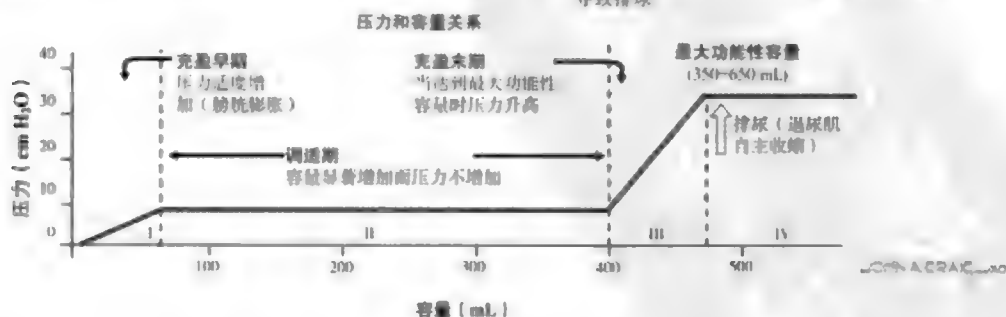 导致排尿
压力和容量关系
充盈早期
压力适度增
加（膀胱膨胀）
充盈末期
当达到最大功能性
容量时压力升高
最大功能性容量
（350~650 mL）
排尿（逼尿肌
自主收缩）
调适期
容量显著增加而压力不增加
压力（cm H₂O）
40
30
20
10
0
I
II
III
IV
100
200
300
400
500
容量（mL）